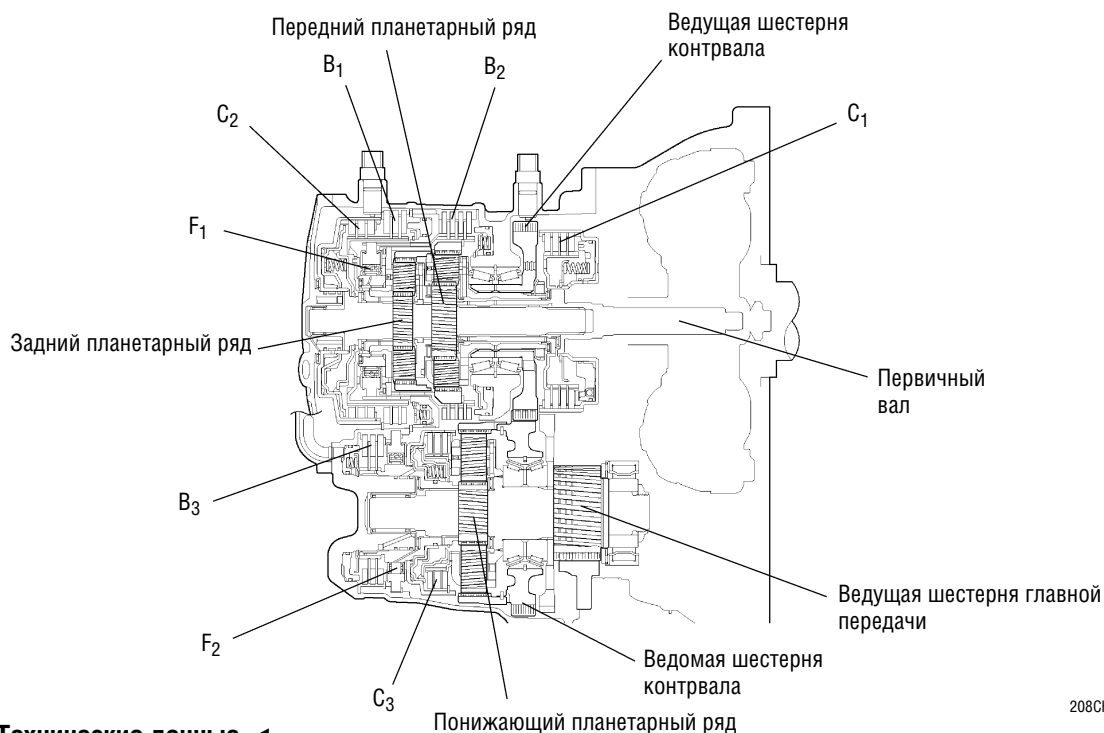 Передний планетарный ряд
Ведущая шестерня
контрвала
B1
B2
C2
C1
F1
Задний планетарный ряд
Первичный
вал
B3
Ведущая шестерня главной
передачи
F2
Ведомая шестерня
контрвала
C3
Понижающий планетарный ряд